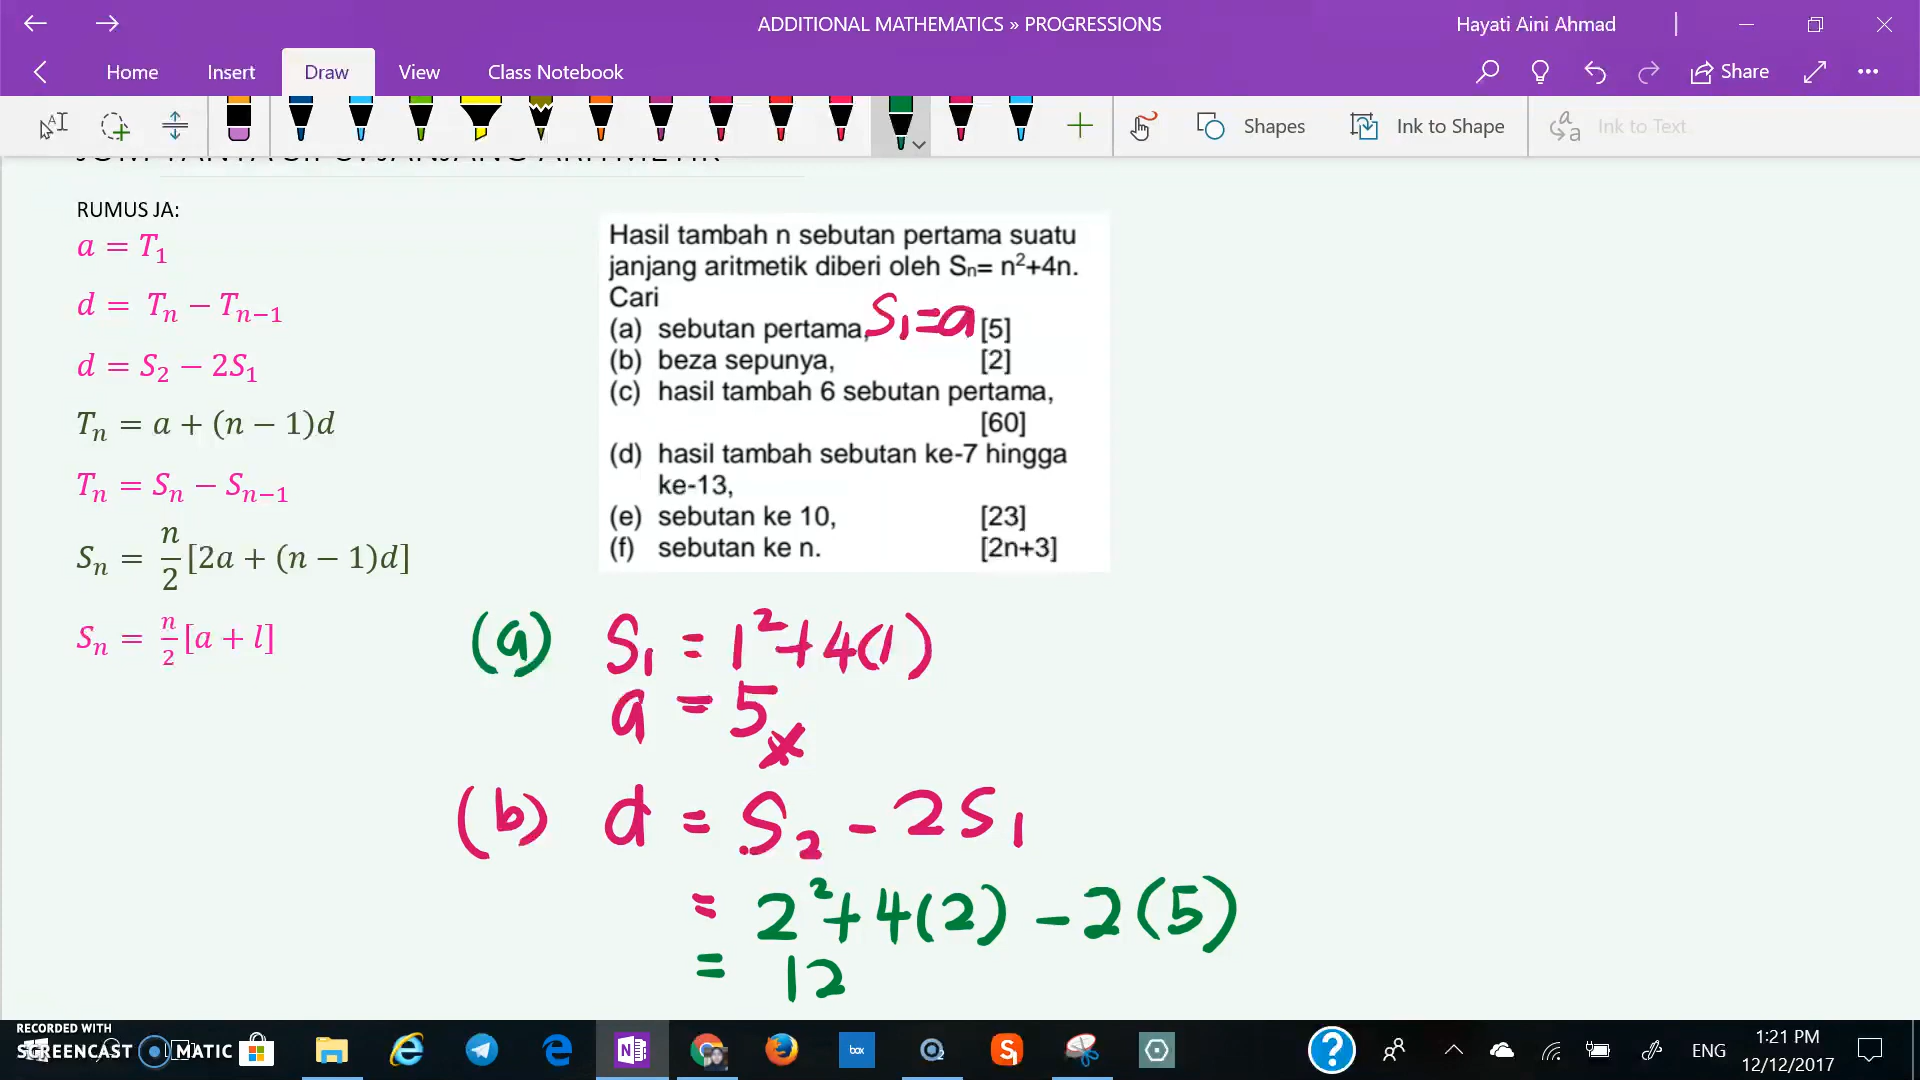 ADDITIONAL MATHEMATICS » PROGRESSIONS
Hayati Aini Ahmad
Home Insert Draw View Class Notebook
Share
Shapes Ink to Shape Ink to Text
RUMUS JA:
a = T₁
d = Tₙ − Tₙ₋₁
d = S₂ − 2S₁
Tₙ = a + (n − 1)d
Tₙ = Sₙ − Sₙ₋₁
Sₙ = n/2 [2a + (n − 1)d]
Sₙ = n/2 [a + l]
Hasil tambah n sebutan pertama suatu
janjang aritmetik diberi oleh Sₙ= n²+4n.
Cari
(a) sebutan pertama, S₁=a [5]
(b) beza sepunya, [2]
(c) hasil tambah 6 sebutan pertama,
[60]
(d) hasil tambah sebutan ke-7 hingga
ke-13,
(e) sebutan ke 10, [23]
(f) sebutan ke n. [2n+3]
(a) S₁ = 1²+4(1)
a = 5
(b) d = S₂ − 2S₁
= 2²+4(2) − 2(5)
= 12
RECORDED WITH
SCREENCAST MATIC
box
ENG
1:21 PM
12/12/2017